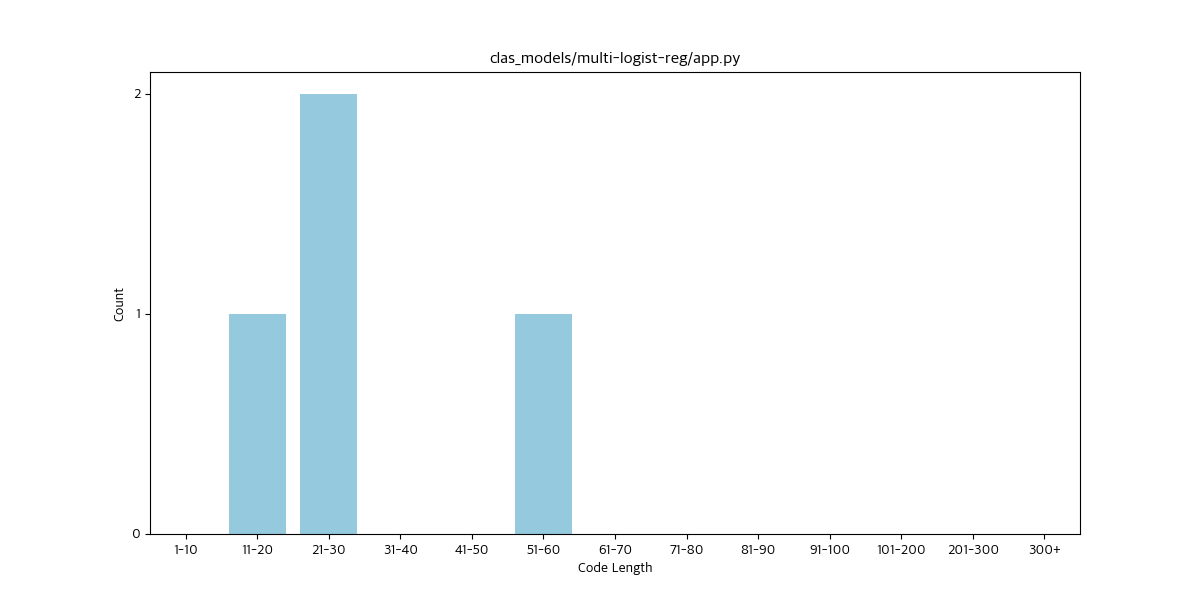 clas_models/multi-logist-reg/app.py
2
1
0
Count
1-10 11-20 21-30 31-40 41-50 51-60 61-70 71-80 81-90 91-100 101-200 201-300 300+
Code Length